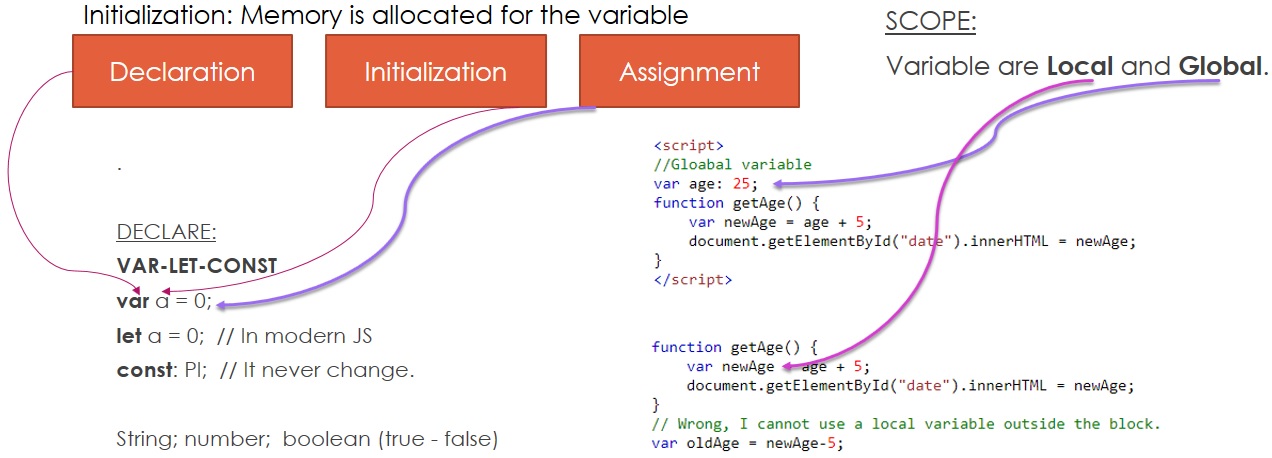 Initialization: Memory is allocated for the variable
Declaration
Initialization
Assignment
.
DECLARE:
VAR-LET-CONST
var a = 0;
let a = 0;  // In modern JS
const: PI;  // It never change.
String; number;  boolean (true - false)
SCOPE:
Variable are Local and Global.
<script>
//Gloabal variable
var age: 25;
function getAge() {
    var newAge = age + 5;
    document.getElementById("date").innerHTML = newAge;
}
</script>
function getAge() {
    var newAge = age + 5;
    document.getElementById("date").innerHTML = newAge;
}
// Wrong, I cannot use a local variable outside the block.
var oldAge = newAge-5;